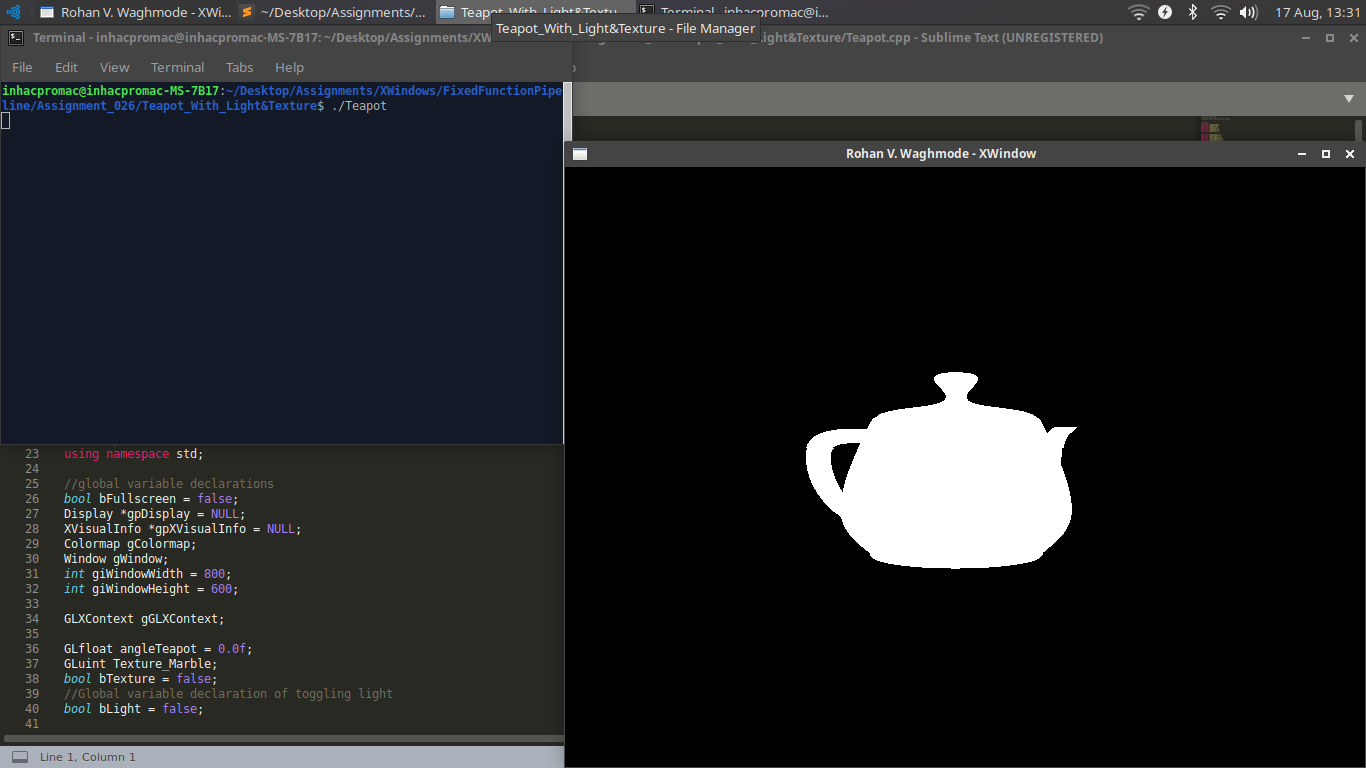 Rohan V. Waghmode - XWi...
~/Desktop/Assignments/...
Teapot_With_Light&Textu...
Terminal - inhacpromac@i...
17 Aug, 13:31
Teapot_With_Light&Texture - File Manager
Terminal - inhacpromac@inhacpromac-MS-7B17: ~/Desktop/Assignments/XW
Light&Texture/Teapot.cpp - Sublime Text (UNREGISTERED)
File Edit View Terminal Tabs Help
inhacpromac@inhacpromac-MS-7B17:~/Desktop/Assignments/XWindows/FixedFunctionPipe
line/Assignment_026/Teapot_With_Light&Texture$ ./Teapot
Rohan V. Waghmode - XWindow
23 using namespace std;
24
25 //global variable declarations
26 bool bFullscreen = false;
27 Display *gpDisplay = NULL;
28 XVisualInfo *gpXVisualInfo = NULL;
29 Colormap gColormap;
30 Window gWindow;
31 int giWindowWidth = 800;
32 int giWindowHeight = 600;
33
34 GLXContext gGLXContext;
35
36 GLfloat angleTeapot = 0.0f;
37 GLuint Texture_Marble;
38 bool bTexture = false;
39 //Global variable declaration of toggling light
40 bool bLight = false;
41
Line 1, Column 1